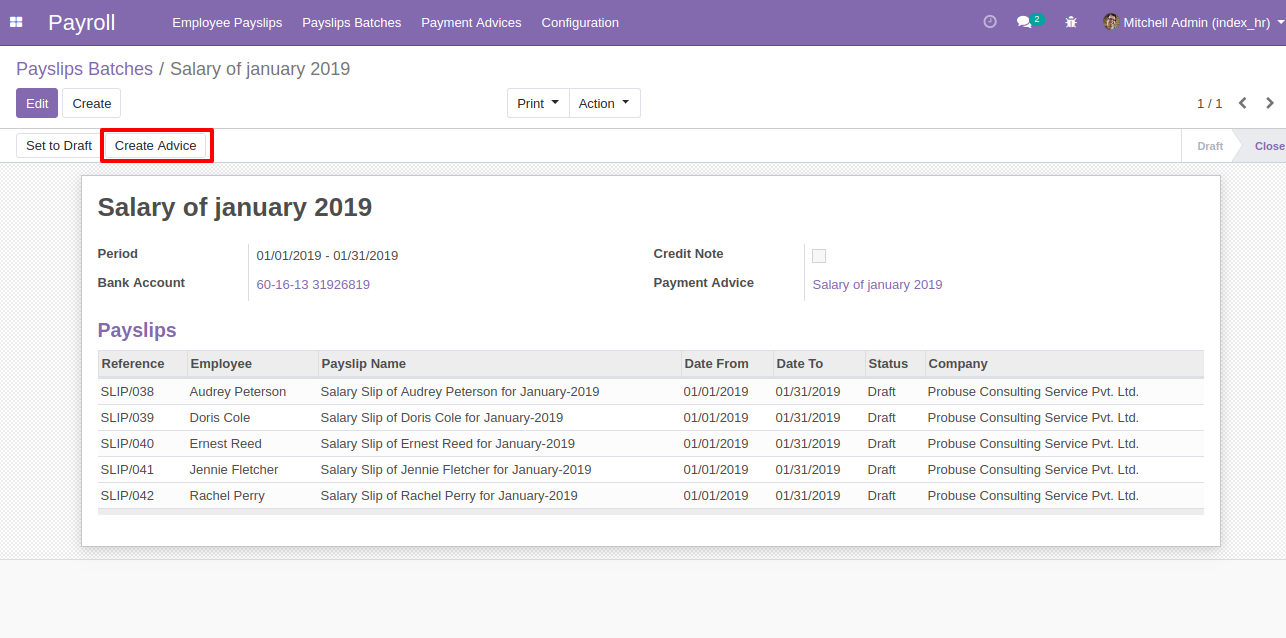 Payroll Employee Payslips Payslips Batches Payment Advices Configuration 2 Mitchell Admin (index_hr)
Payslips Batches / Salary of january 2019
Edit Create Print Action 1 / 1
Set to Draft Create Advice Draft Close
Salary of january 2019
Period 01/01/2019 - 01/31/2019 Credit Note
Bank Account 60-16-13 31926819 Payment Advice Salary of january 2019
Payslips
Reference Employee Payslip Name Date From Date To Status Company
SLIP/038 Audrey Peterson Salary Slip of Audrey Peterson for January-2019 01/01/2019 01/31/2019 Draft Probuse Consulting Service Pvt. Ltd.
SLIP/039 Doris Cole Salary Slip of Doris Cole for January-2019 01/01/2019 01/31/2019 Draft Probuse Consulting Service Pvt. Ltd.
SLIP/040 Ernest Reed Salary Slip of Ernest Reed for January-2019 01/01/2019 01/31/2019 Draft Probuse Consulting Service Pvt. Ltd.
SLIP/041 Jennie Fletcher Salary Slip of Jennie Fletcher for January-2019 01/01/2019 01/31/2019 Draft Probuse Consulting Service Pvt. Ltd.
SLIP/042 Rachel Perry Salary Slip of Rachel Perry for January-2019 01/01/2019 01/31/2019 Draft Probuse Consulting Service Pvt. Ltd.